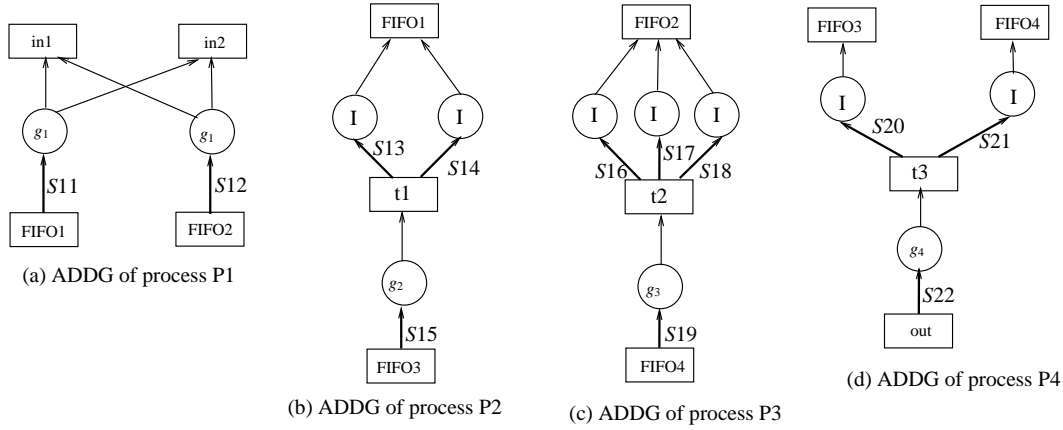 in1
in2
g1
g1
S11
S12
FIFO1
FIFO2
(a) ADDG of process P1
FIFO1
I
I
S13
S14
t1
g2
S15
FIFO3
(b) ADDG of process P2
FIFO2
I
I
I
S16
S17
S18
t2
g3
S19
FIFO4
(c) ADDG of process P3
FIFO3
FIFO4
I
I
S20
S21
t3
g4
S22
out
(d) ADDG of process P4